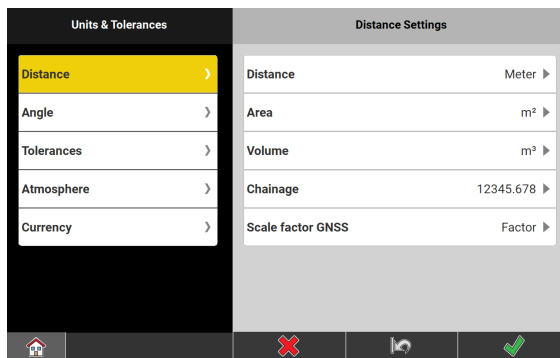 Units & Tolerances
Distance Settings
Distance
Angle
Tolerances
Atmosphere
Currency
Distance Meter
Area m²
Volume m³
Chainage 12345.678
Scale factor GNSS Factor